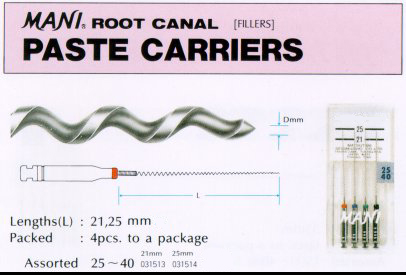 MANI® ROOT CANAL [FILLERS]
PASTE CARRIERS
Dmm
L
25
21
25
40
MANI
Lengths(L) : 21,25 mm
Packed : 4pcs. to a package
21mm 25mm
Assorted 25~40 031513 031514